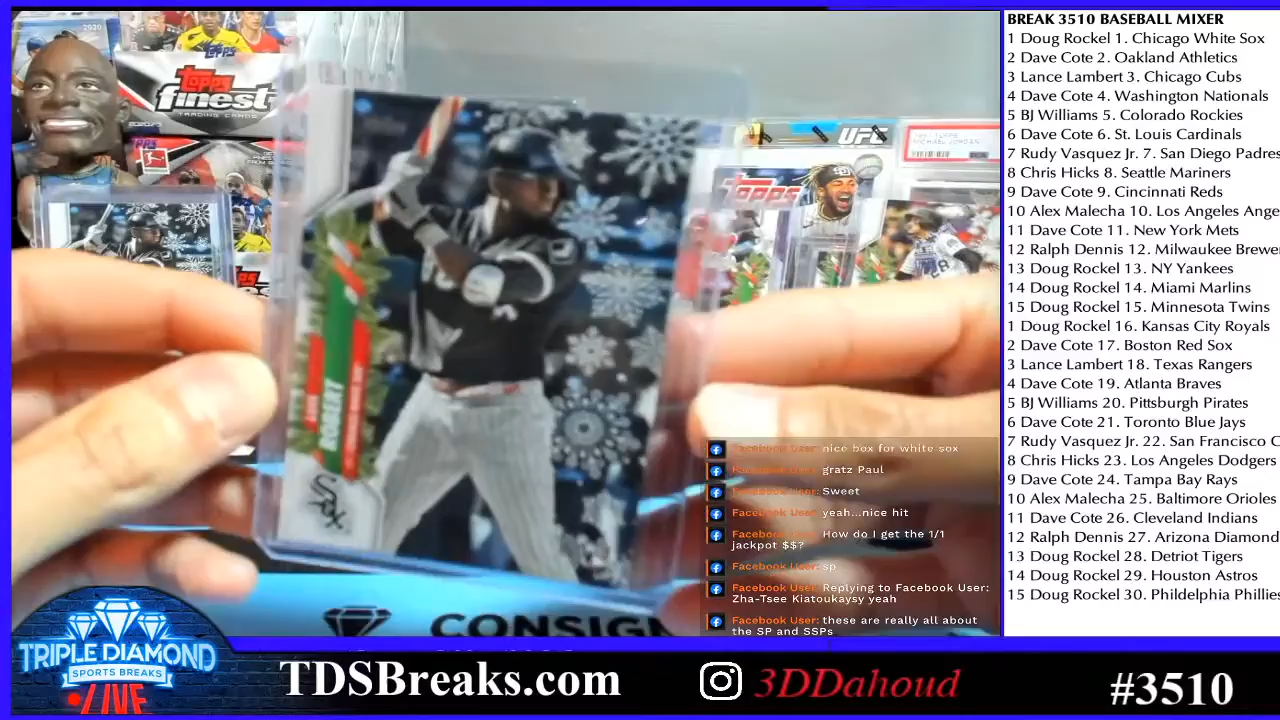 BREAK 3510 BASEBALL MIXER
1 Doug Rockel 1. Chicago White Sox
2 Dave Cote 2. Oakland Athletics
3 Lance Lambert 3. Chicago Cubs
4 Dave Cote 4. Washington Nationals
5 BJ Williams 5. Colorado Rockies
6 Dave Cote 6. St. Louis Cardinals
7 Rudy Vasquez Jr. 7. San Diego Padres
8 Chris Hicks 8. Seattle Mariners
9 Dave Cote 9. Cincinnati Reds
10 Alex Malecha 10. Los Angeles Ange
11 Dave Cote 11. New York Mets
12 Ralph Dennis 12. Milwaukee Brewe
13 Doug Rockel 13. NY Yankees
14 Doug Rockel 14. Miami Marlins
15 Doug Rockel 15. Minnesota Twins
1 Doug Rockel 16. Kansas City Royals
2 Dave Cote 17. Boston Red Sox
3 Lance Lambert 18. Texas Rangers
4 Dave Cote 19. Atlanta Braves
5 BJ Williams 20. Pittsburgh Pirates
6 Dave Cote 21. Toronto Blue Jays
7 Rudy Vasquez Jr. 22. San Francisco C
8 Chris Hicks 23. Los Angeles Dodgers
9 Dave Cote 24. Tampa Bay Rays
10 Alex Malecha 25. Baltimore Orioles
11 Dave Cote 26. Cleveland Indians
12 Ralph Dennis 27. Arizona Diamond
13 Doug Rockel 28. Detriot Tigers
14 Doug Rockel 29. Houston Astros
15 Doug Rockel 30. Phildelphia Phillies
2020
Topps
Topps
finest
TRADING CARDS
UFC
MICHAEL JORDAN
Topps
LUIS
ROBERT
Sox
Facebook User: nice box for white sox
Facebook User: gratz Paul
Facebook User: Sweet
Facebook User: yeah...nice hit
Facebook User: How do I get the 1/1
jackpot $$?
Facebook User: sp
Facebook User: Replying to Facebook User:
Zha-Tsee Kiatoukaysy yeah
Facebook User: these are really all about
the SP and SSPs
CONSIGN
TRIPLE DIAMOND
SPORTS BREAKS
LIVE
TDSBreaks.com
3DDahoud
#3510